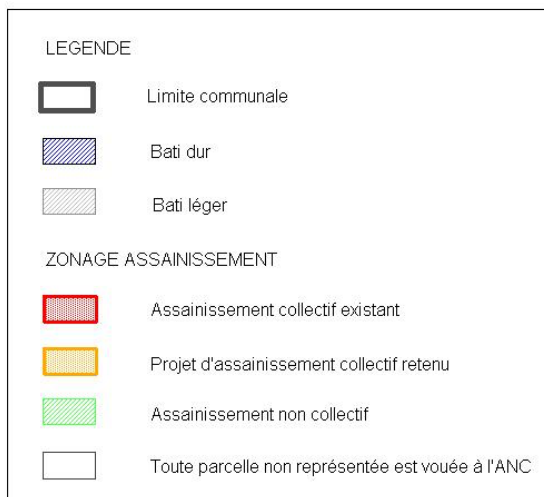 LEGENDE
Limite communale
Bati dur
Bati léger
ZONAGE ASSAINISSEMENT
Assainissement collectif existant
Projet d'assainissement collectif retenu
Assainissement non collectif
Toute parcelle non représentée est vouée à l'ANC